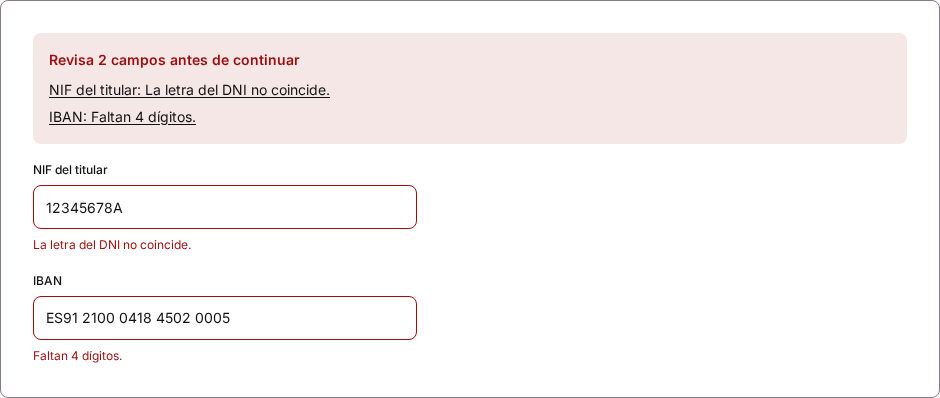 Revisa 2 campos antes de continuar
NIF del titular: La letra del DNI no coincide.
IBAN: Faltan 4 dígitos.
NIF del titular
12345678A
La letra del DNI no coincide.
IBAN
ES91 2100 0418 4502 0005
Faltan 4 dígitos.